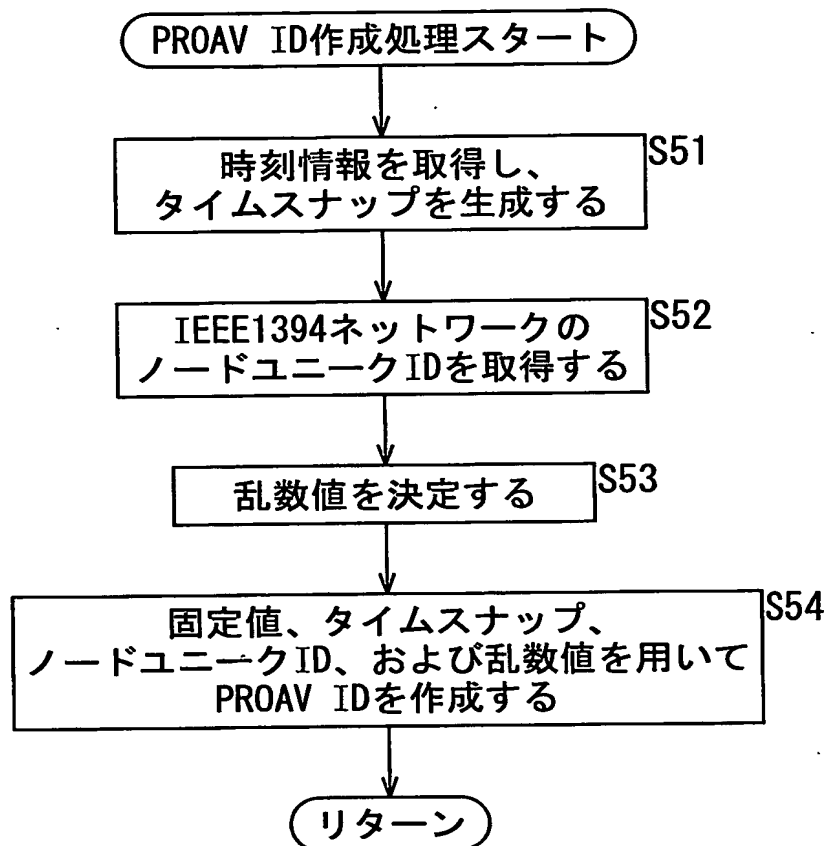 PROAV ID作成処理スタート
時刻情報を取得し、
タイムスナップを生成する
S51
IEEE1394ネットワークの
ノードユニークIDを取得する
S52
乱数値を決定する
S53
固定値、タイムスナップ、
ノードユニークID、および乱数値を用いて
PROAV IDを作成する
S54
リターン